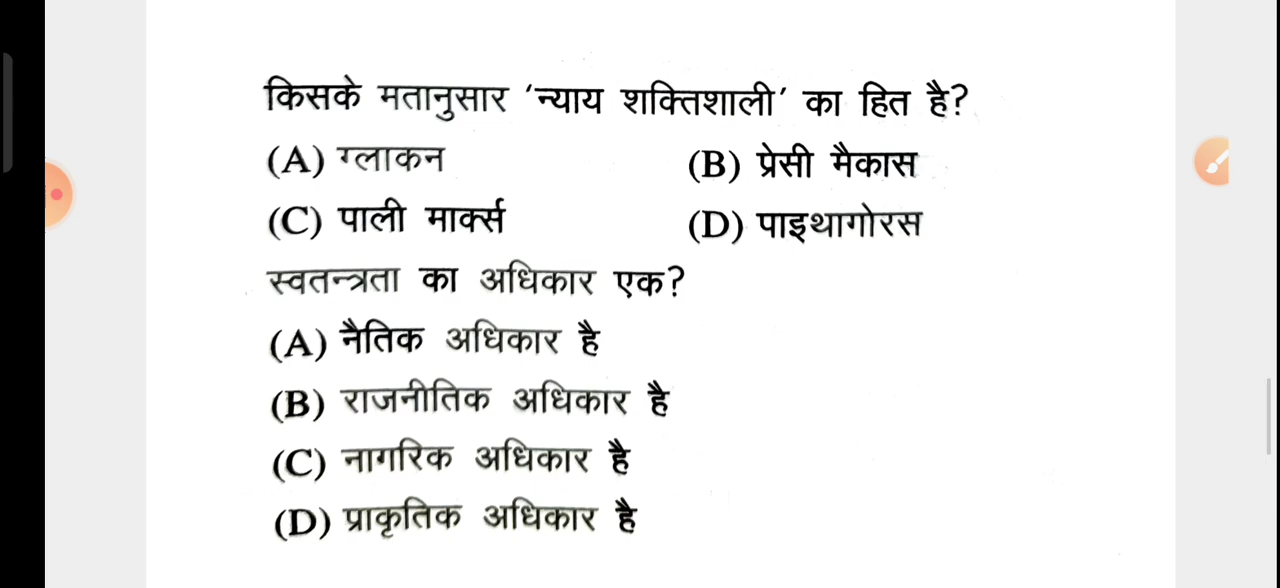 किसके मतानुसार 'न्याय शक्तिशाली' का हित है?
(A) ग्लाकन (B) प्रेसी मैकास
(C) पाली मार्क्स (D) पाइथागोरस
स्वतन्त्रता का अधिकार एक?
(A) नैतिक अधिकार है
(B) राजनीतिक अधिकार है
(C) नागरिक अधिकार है
(D) प्राकृतिक अधिकार है